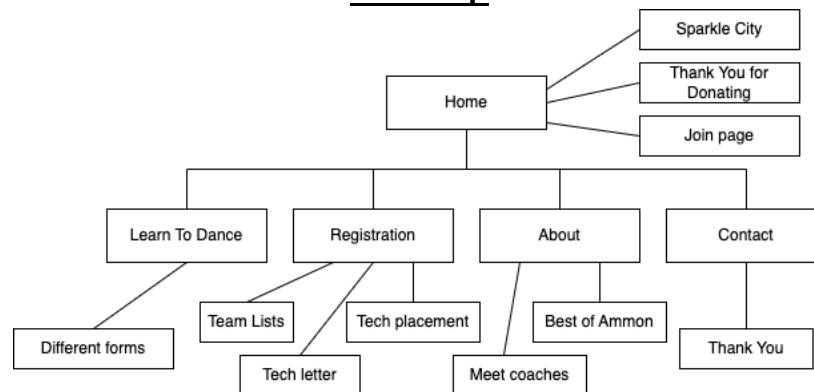 Sparkle City
Thank You for
Donating
Home
Join page
Learn To Dance
Registration
About
Contact
Team Lists
Tech placement
Best of Ammon
Different forms
Thank You
Tech letter
Meet coaches